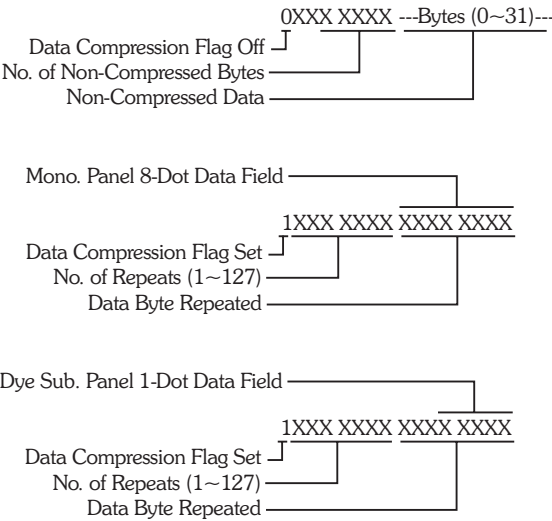 0XXX XXXX ---Bytes (0~31)---
Data Compression Flag Off
No. of Non-Compressed Bytes
Non-Compressed Data
Mono. Panel 8-Dot Data Field
1XXX XXXX XXXX XXXX
Data Compression Flag Set
No. of Repeats (1~127)
Data Byte Repeated
Dye Sub. Panel 1-Dot Data Field
1XXX XXXX XXXX XXXX
Data Compression Flag Set
No. of Repeats (1~127)
Data Byte Repeated